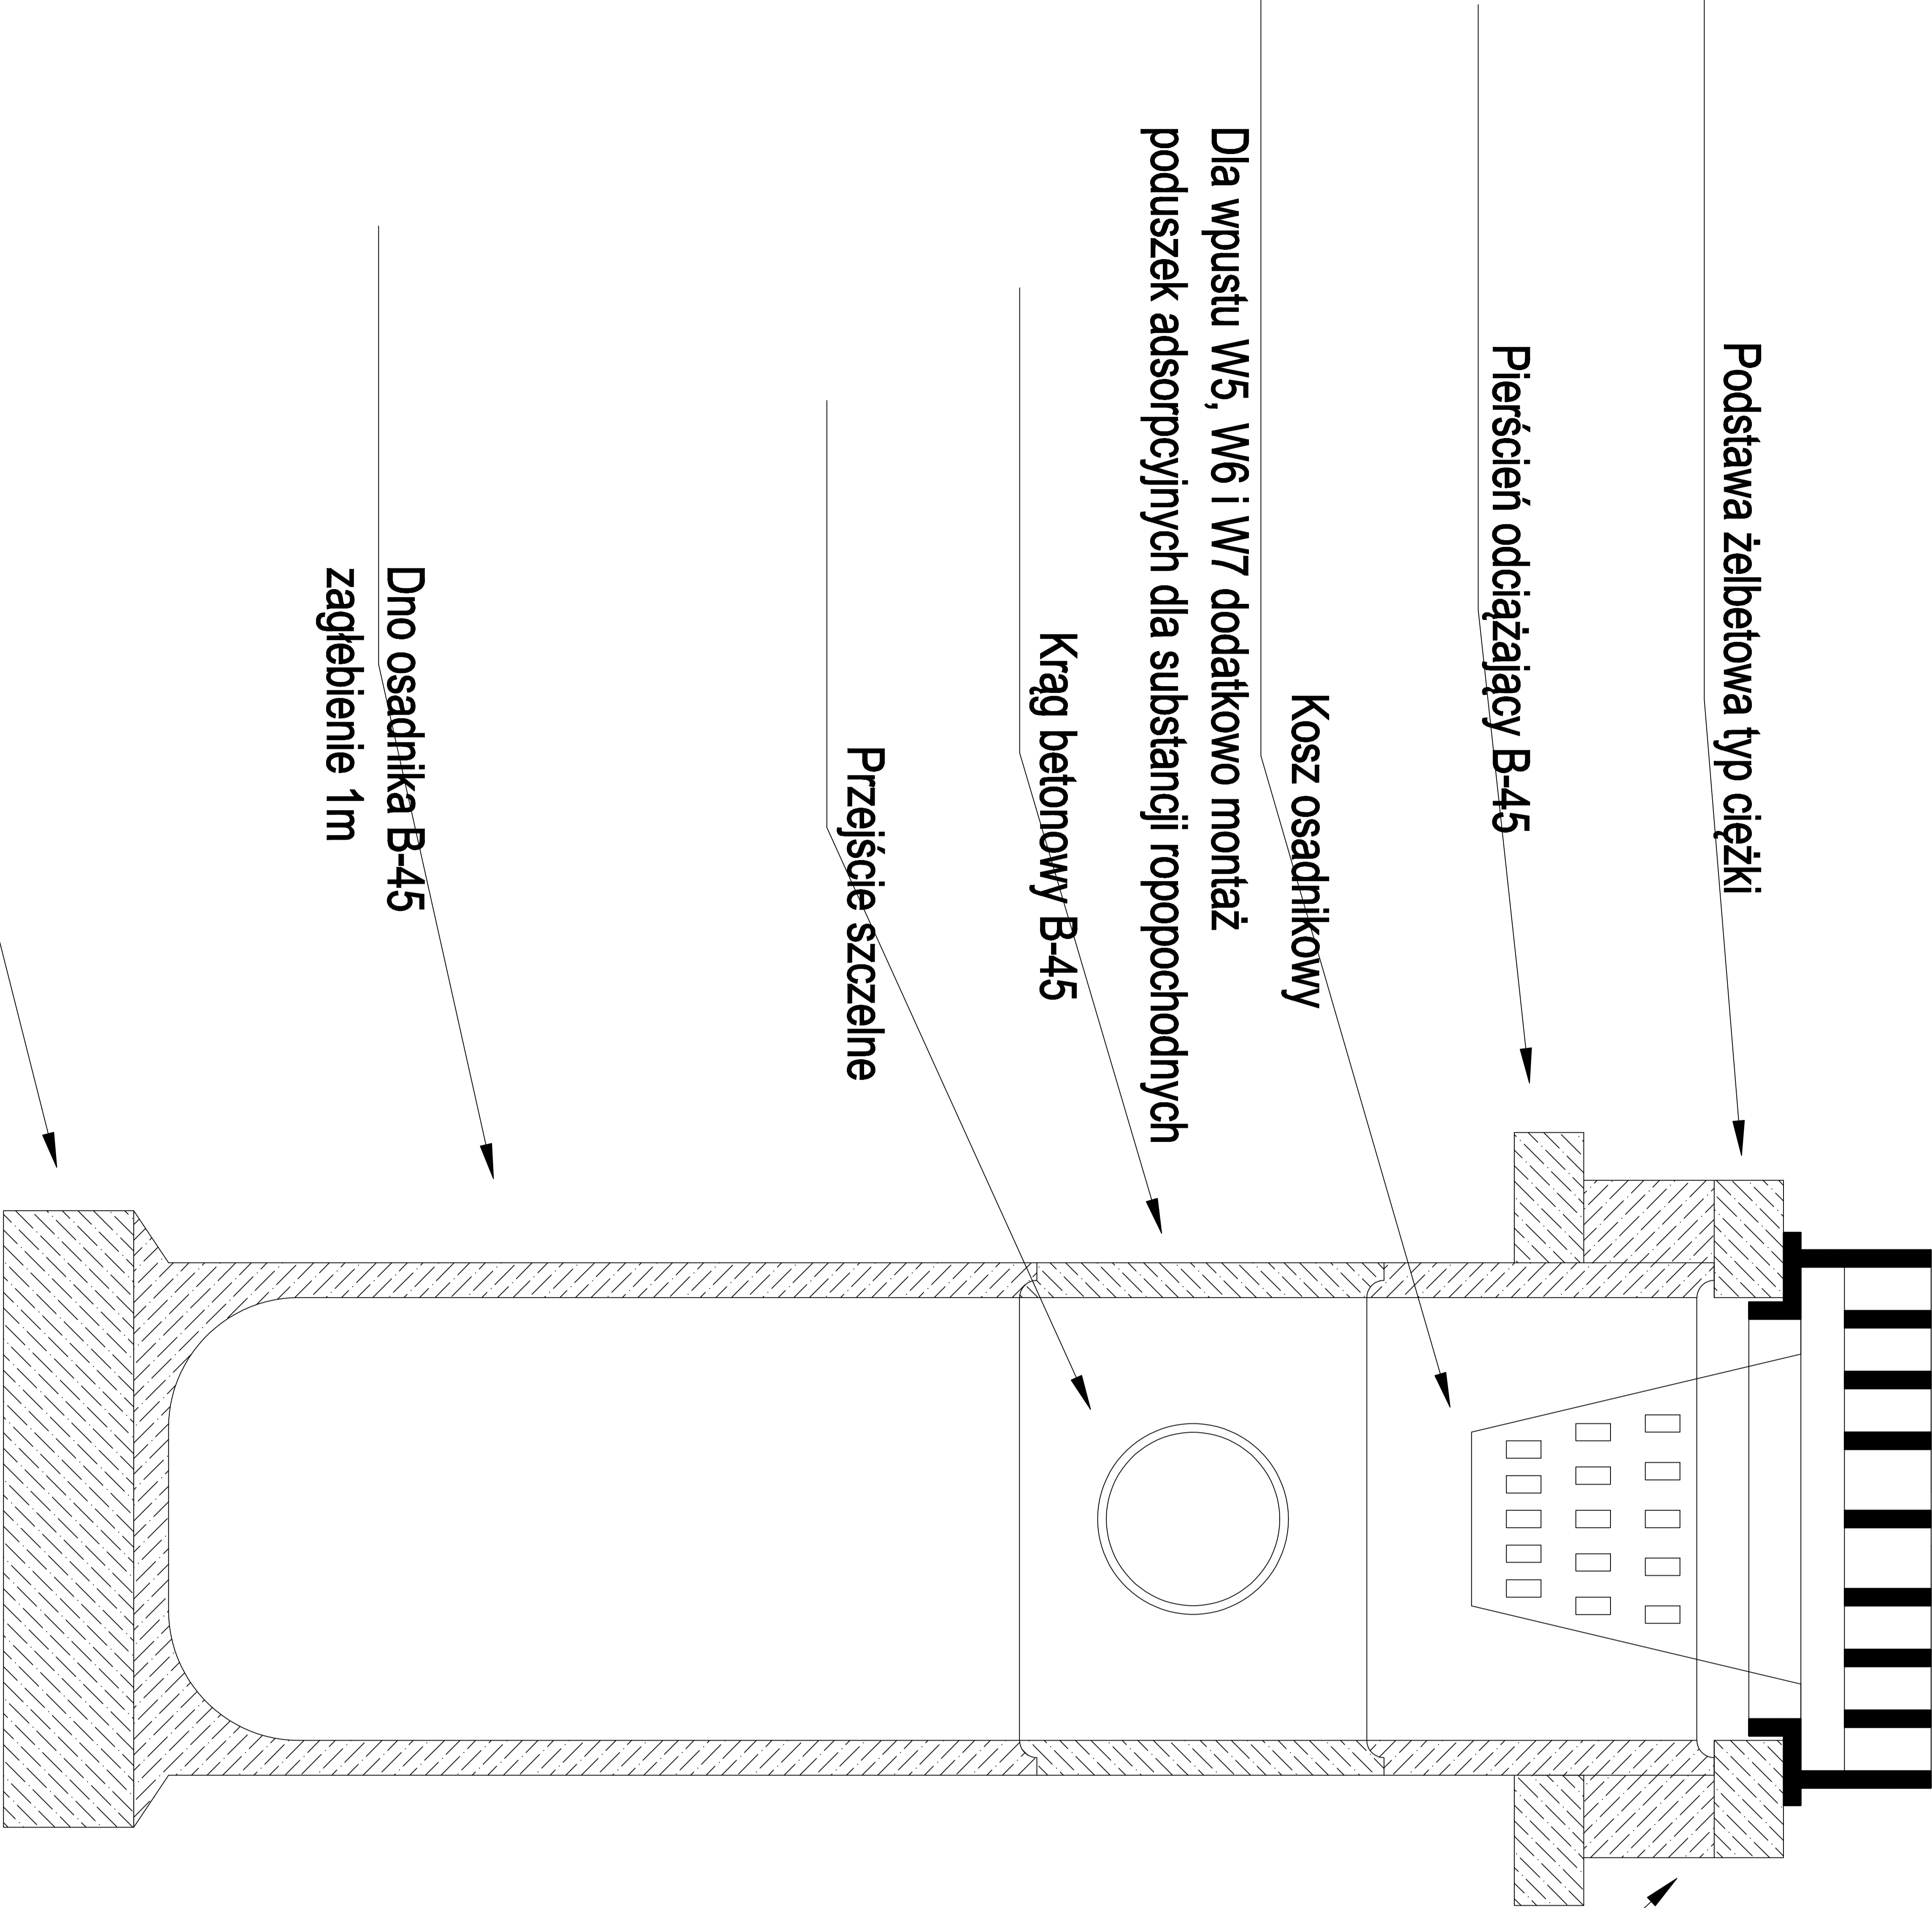 Podstawa żelbetowa typ ciężki
Pierścień odciążający B-45
Kosz osadnikowy
Dla wpustu W5, W6 i W7 dodatkowo montaż
poduszek adsorpcyjnych dla substancji ropopochodnych
Krąg betonowy B-45
Przejście szczelne
Dno osadnika B-45
zagłębienie 1m